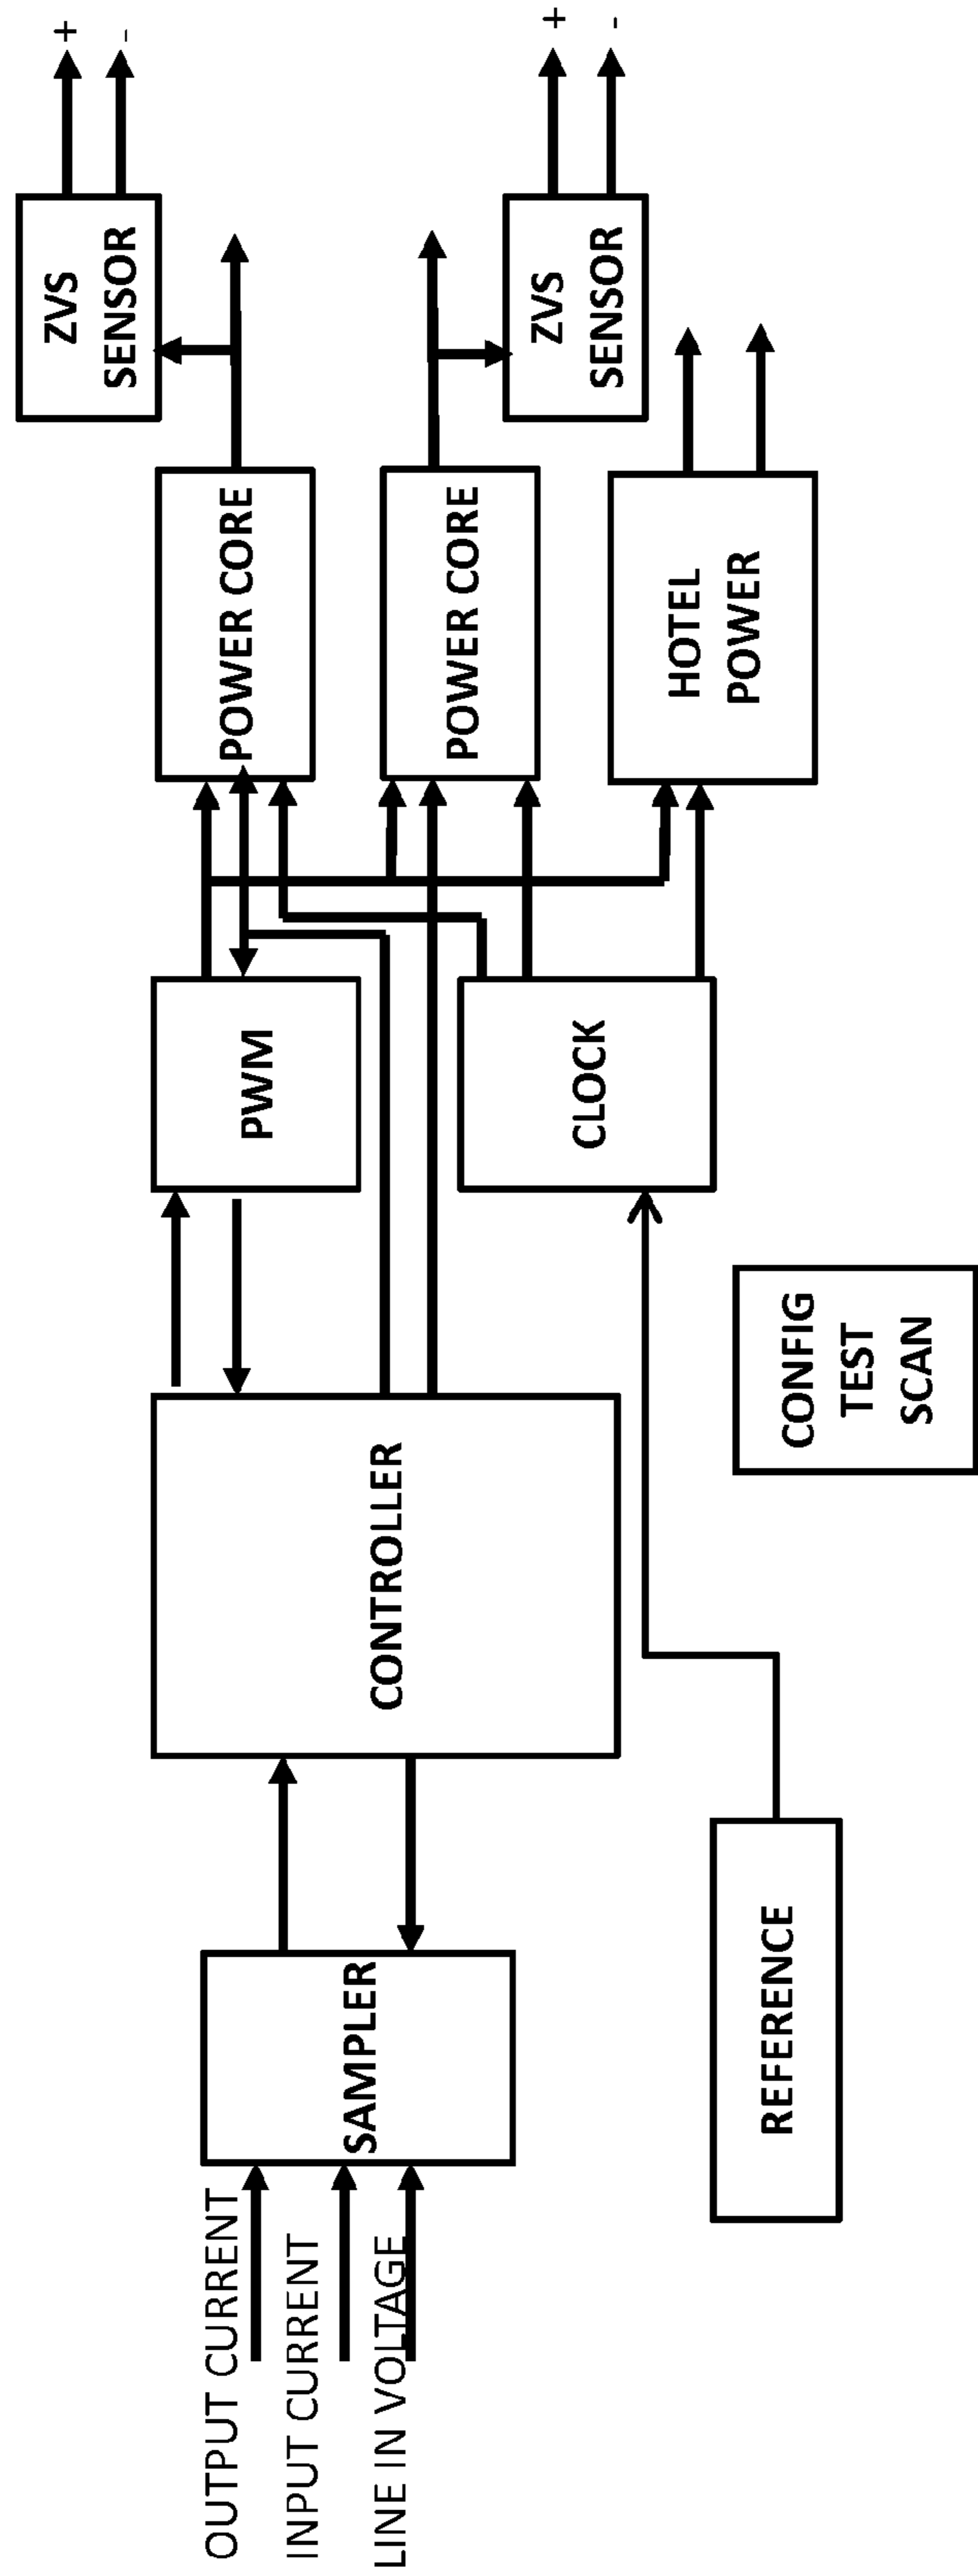 OUTPUT CURRENT
INPUT CURRENT
LINE IN VOLTAGE
SAMPLER
REFERENCE
CONTROLLER
CONFIG
TEST
SCAN
PWM
CLOCK
POWER CORE
POWER CORE
HOTEL
POWER
ZVS
SENSOR
+
-
ZVS
SENSOR
+
-